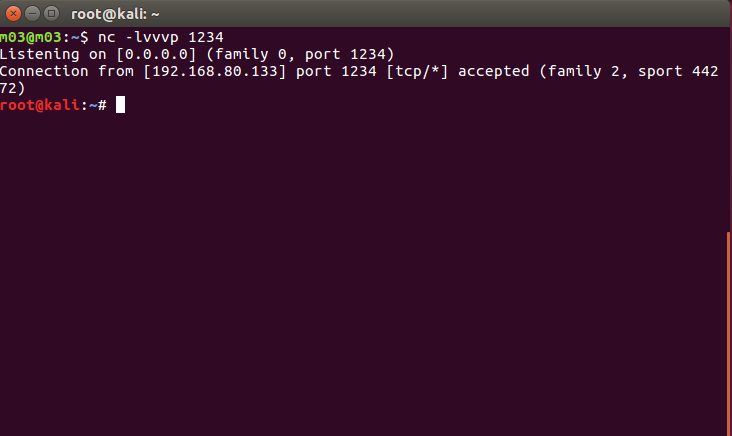 root@kali: ~
m03@m03:~$ nc -lvvvp 1234
Listening on [0.0.0.0] (family 0, port 1234)
Connection from [192.168.80.133] port 1234 [tcp/*] accepted (family 2, sport 442
72)
root@kali:~#